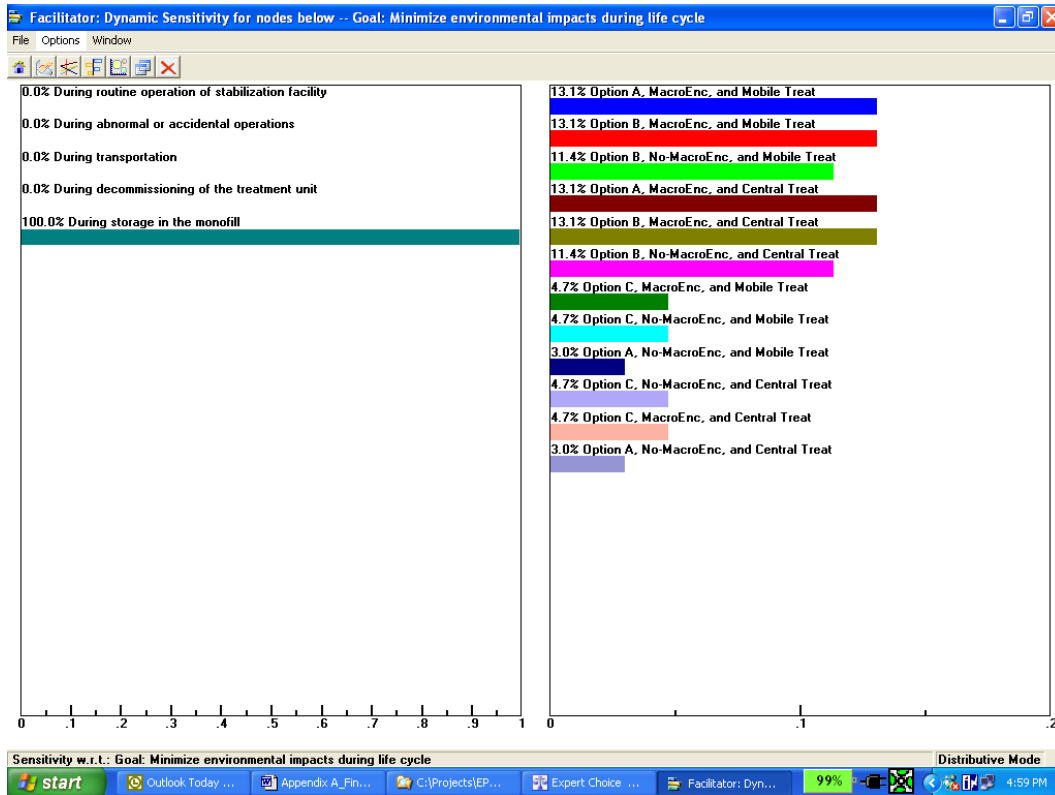 Facilitator: Dynamic Sensitivity for nodes below -- Goal: Minimize environmental impacts during life cycle
File Options Window
0.0% During routine operation of stabilization facility
0.0% During abnormal or accidental operations
0.0% During transportation
0.0% During decommissioning of the treatment unit
100.0% During storage in the monofill
0 .1 .2 .3 .4 .5 .6 .7 .8 .9 1
13.1% Option A, MacroEnc, and Mobile Treat
13.1% Option B, MacroEnc, and Mobile Treat
11.4% Option B, No-MacroEnc, and Mobile Treat
13.1% Option A, MacroEnc, and Central Treat
13.1% Option B, MacroEnc, and Central Treat
11.4% Option B, No-MacroEnc, and Central Treat
4.7% Option C, MacroEnc, and Mobile Treat
4.7% Option C, No-MacroEnc, and Mobile Treat
3.0% Option A, No-MacroEnc, and Mobile Treat
4.7% Option C, No-MacroEnc, and Central Treat
4.7% Option C, MacroEnc, and Central Treat
3.0% Option A, No-MacroEnc, and Central Treat
0 .1 .2
Sensitivity w.r.t.: Goal: Minimize environmental impacts during life cycle Distributive Mode
start Outlook Today ... Appendix A_Fin... C:\Projects\EP... Expert Choice ... Facilitator: Dyn... 99% 4:59 PM